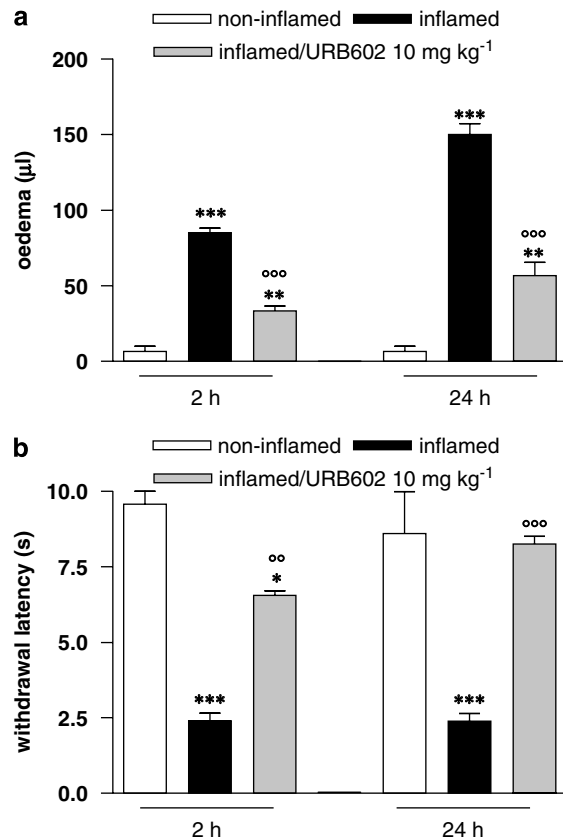 a
non-inflamed inflamed
inflamed/URB602 10 mg kg⁻¹
200
150
100
50
0
oedema (µl)
***
°°°
**
***
°°°
**
2 h 24 h
b
non-inflamed inflamed
inflamed/URB602 10 mg kg⁻¹
10.0
7.5
5.0
2.5
0.0
withdrawal latency (s)
***
°°
*
***
°°°
2 h 24 h